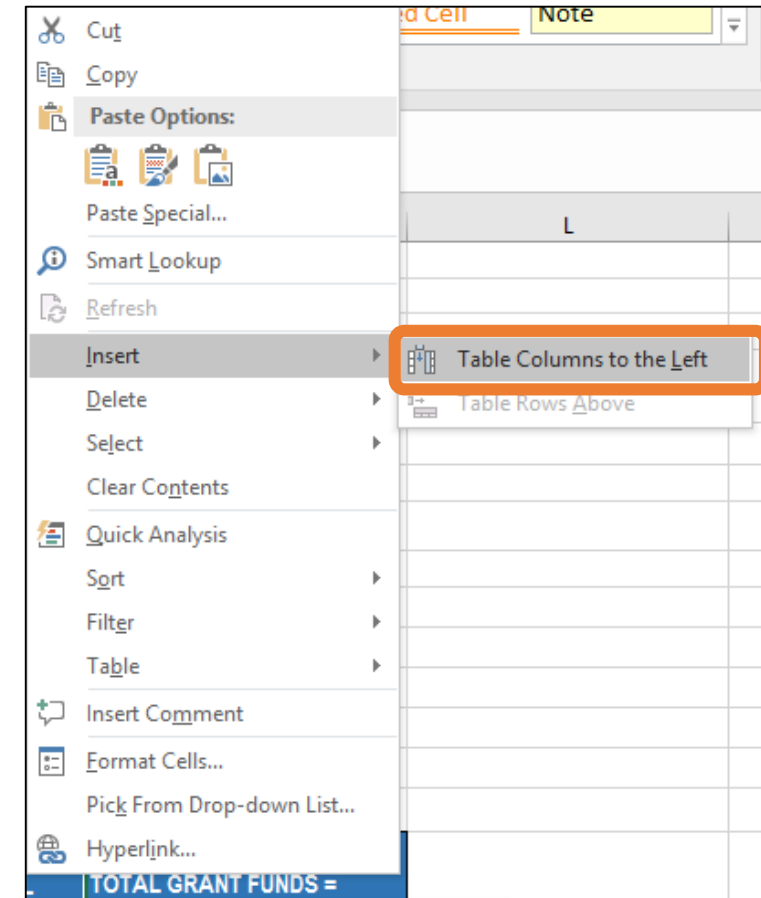 ed Cell Note
Cut
Copy
Paste Options:
Paste Special...
L
Smart Lookup
Refresh
Insert
Table Columns to the Left
Delete
Table Rows Above
Select
Clear Contents
Quick Analysis
Sort
Filter
Table
Insert Comment
Format Cells...
Pick From Drop-down List...
Hyperlink...
TOTAL GRANT FUNDS =